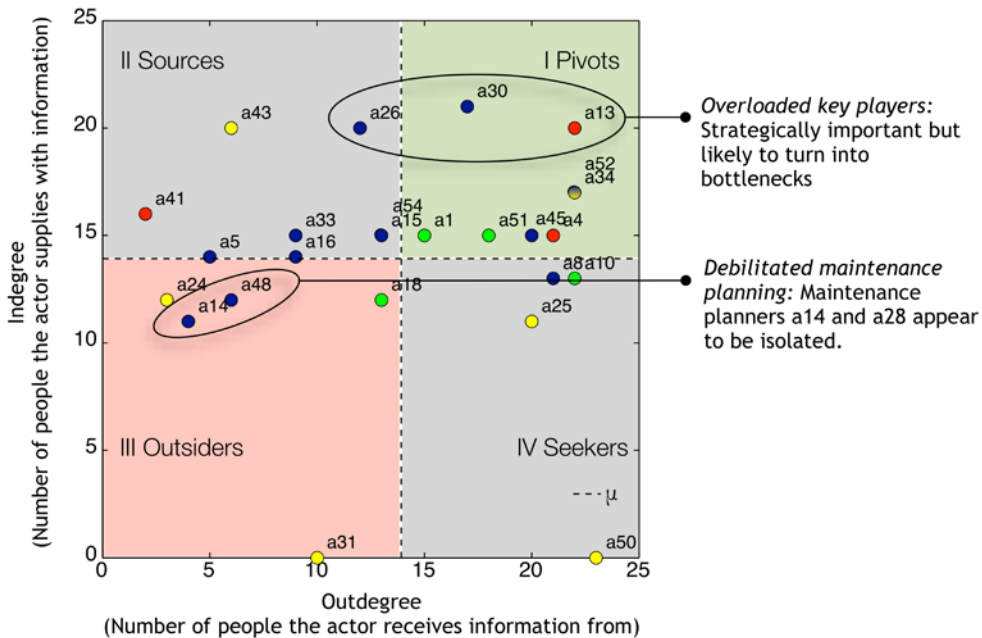 25
20
15
10
5
0
Indegree
(Number of people the actor supplies with information)
II Sources
I Pivots
III Outsiders
IV Seekers
a43
a26
a30
a13
a52
a34
a41
a33
a54
a15
a1
a51
a45
a4
a5
a16
a8
a10
a24
a48
a14
a18
a25
a31
a50
μ
0
5
10
15
20
25
Outdegree
(Number of people the actor receives information from)
Overloaded key players:
Strategically important but
likely to turn into
bottlenecks
Debilitated maintenance
planning: Maintenance
planners a14 and a28 appear
to be isolated.